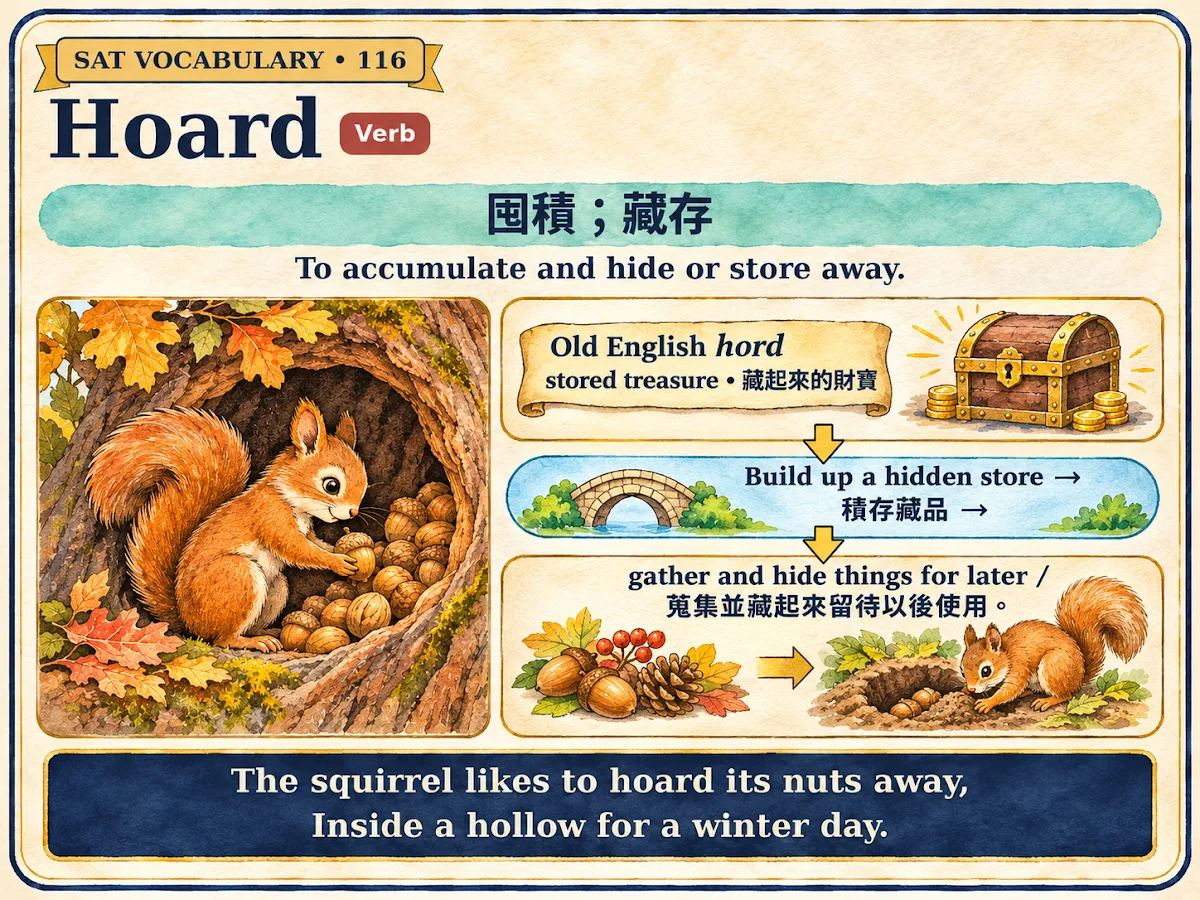 SAT VOCABULARY • 116
Hoard
Verb
囤積；藏存
To accumulate and hide or store away.
Old English hord
stored treasure • 藏起來的財寶
Build up a hidden store →
積存藏品 →
gather and hide things for later /
蒐集並藏起來留待以後使用。
The squirrel likes to hoard its nuts away,
Inside a hollow for a winter day.